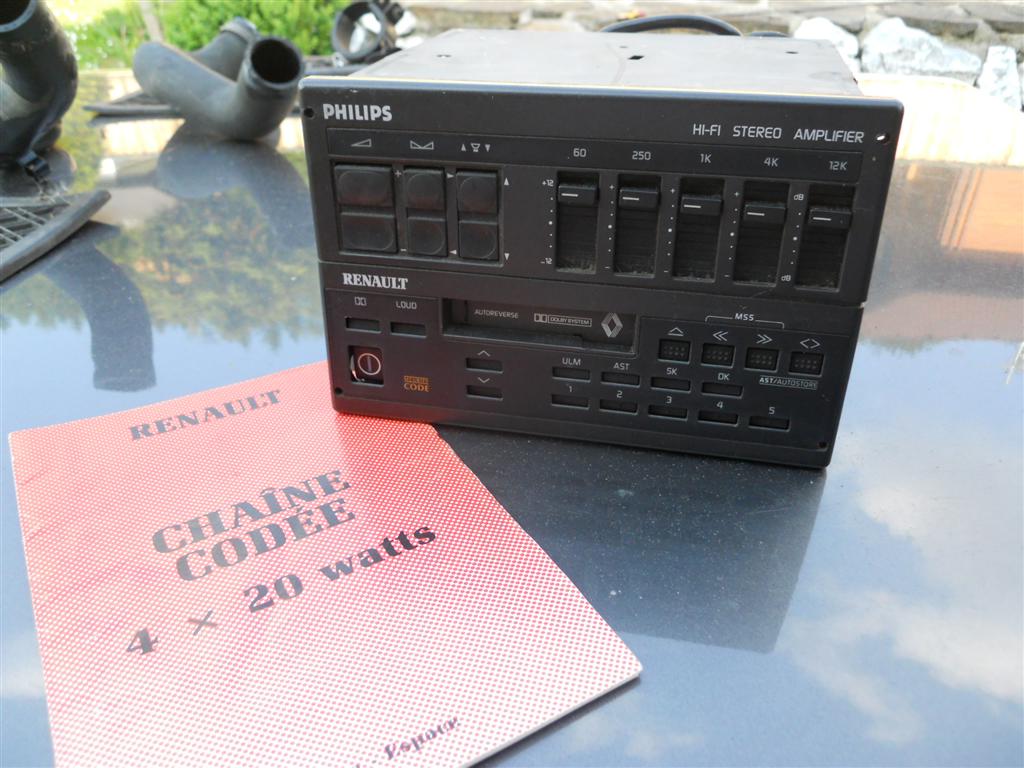 PHILIPS
HI-FI STEREO AMPLIFIER
60 250 1K 4K 12K
+12 + + + + dB
-12 - - - dB
RENAULT
LOUD
AUTOREVERSE DOLBY SYSTEM
MSS
ULM AST SK DK
AST/AUTOSTORE
CODE
1 2 3 4 5
RENAULT
CHAÎNE
CODÉE
4 × 20 watts
- Espace